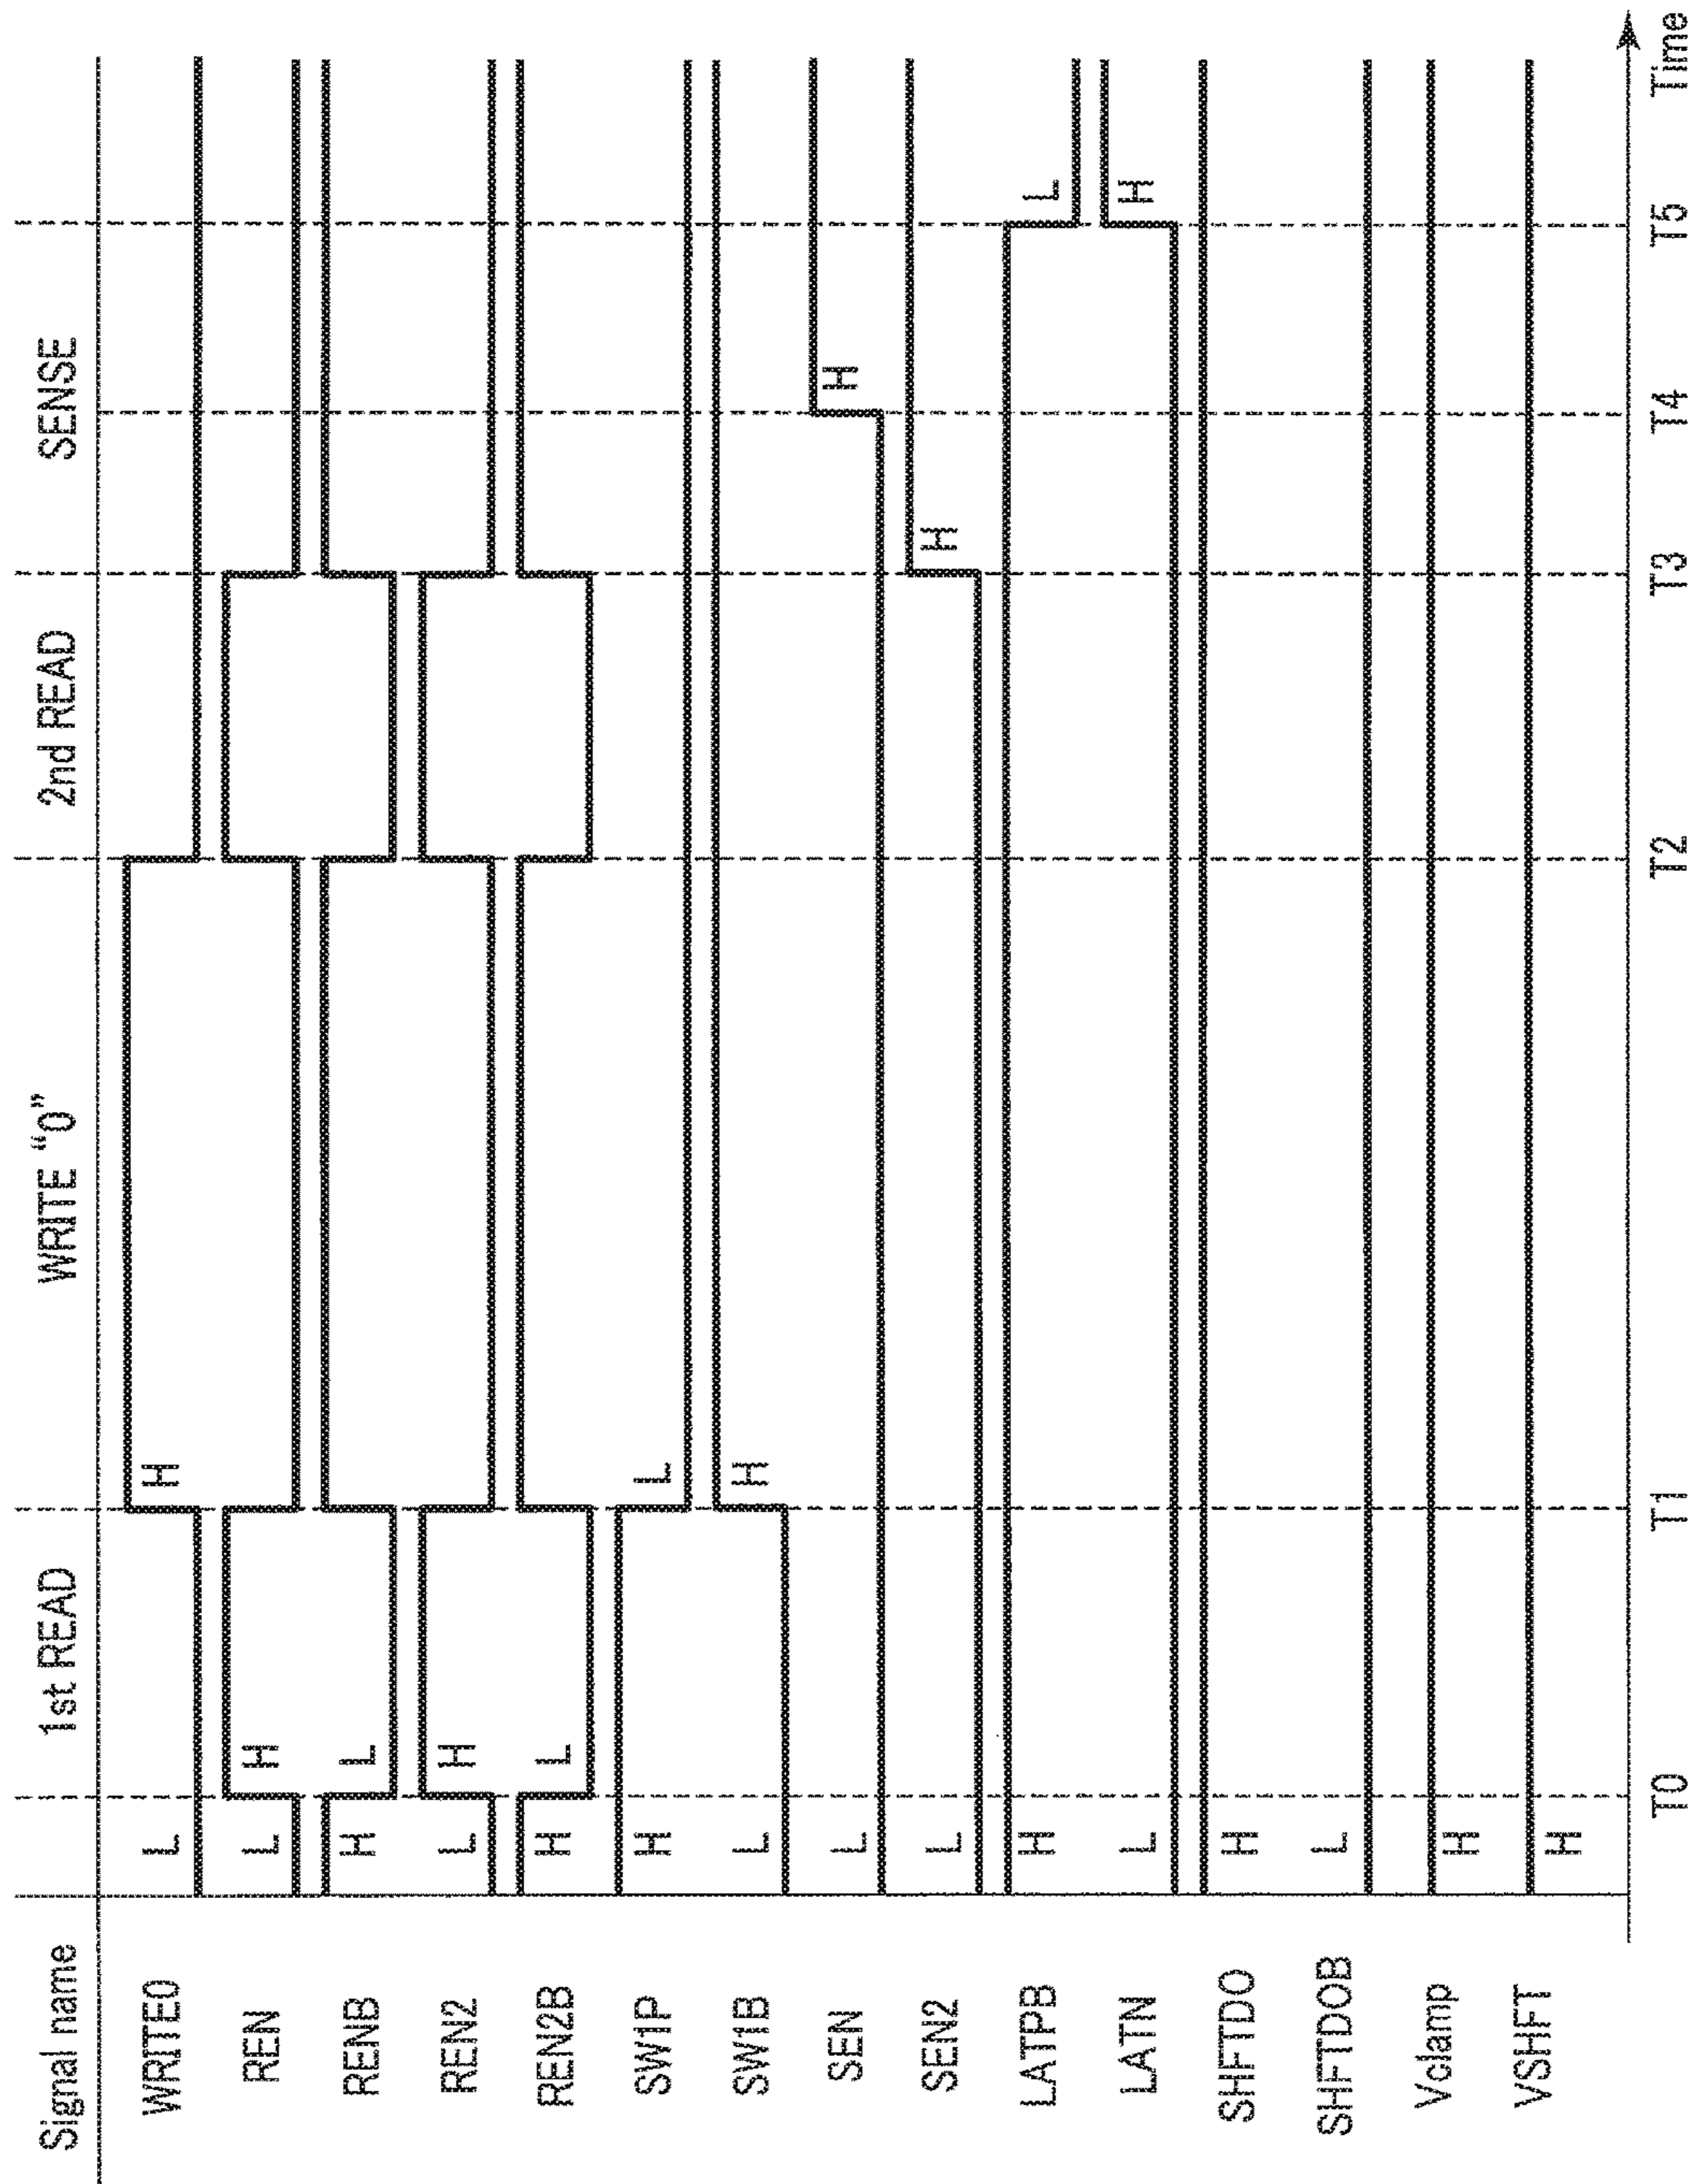 Signal name 1st READ WRITE “0” 2nd READ SENSE
WRITE0 L H
REN L H
RENB H L
REN2 L H
REN2B H L
SW1P H L
SW1B L H
SEN L H
SEN2 L H
LATPB H L
LATN L H
SHFTDO H
SHFTDOB L
Vclamp H
VSHFT H
T0 T1 T2 T3 T4 T5 Time